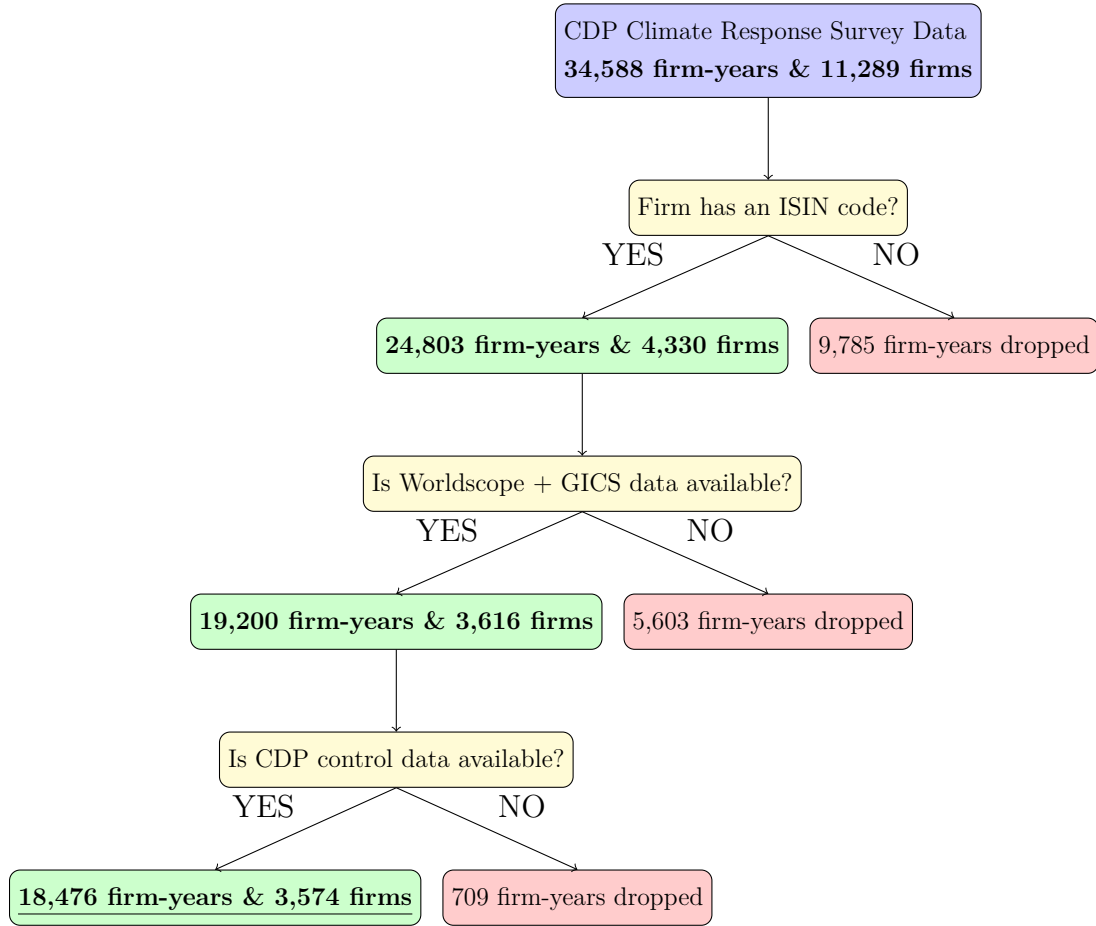 CDP Climate Response Survey Data
34,588 firm-years & 11,289 firms
Firm has an ISIN code?
YES
NO
24,803 firm-years & 4,330 firms
9,785 firm-years dropped
Is Worldscope + GICS data available?
YES
NO
19,200 firm-years & 3,616 firms
5,603 firm-years dropped
Is CDP control data available?
YES
NO
18,476 firm-years & 3,574 firms
709 firm-years dropped